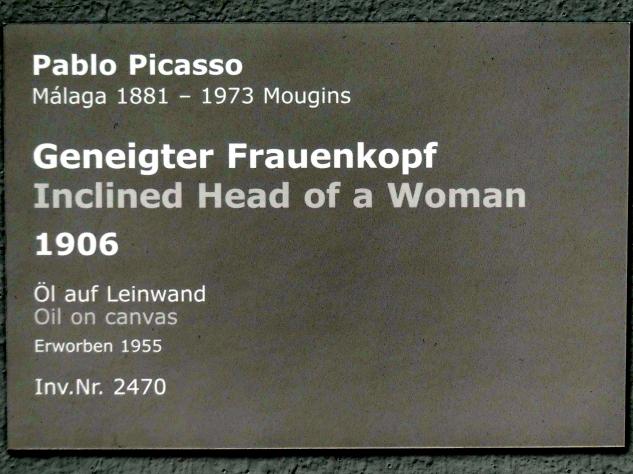 Pablo Picasso
Málaga 1881 – 1973 Mougins
Geneigter Frauenkopf
Inclined Head of a Woman
1906
Öl auf Leinwand
Oil on canvas
Erworben 1955
Inv.Nr. 2470